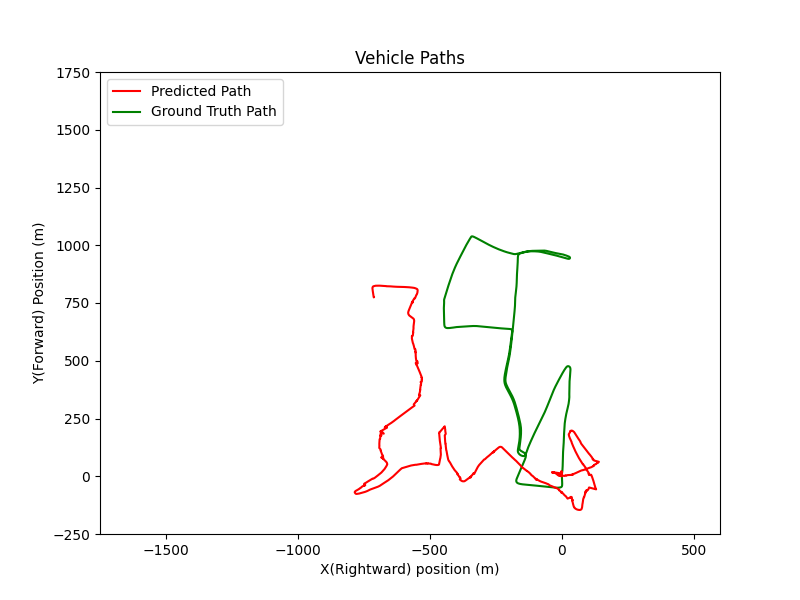 Vehicle Paths
Predicted Path
Ground Truth Path
1750
1500
1250
1000
750
500
250
0
−250
Y(Forward) Position (m)
−1500 −1000 −500 0 500
X(Rightward) position (m)